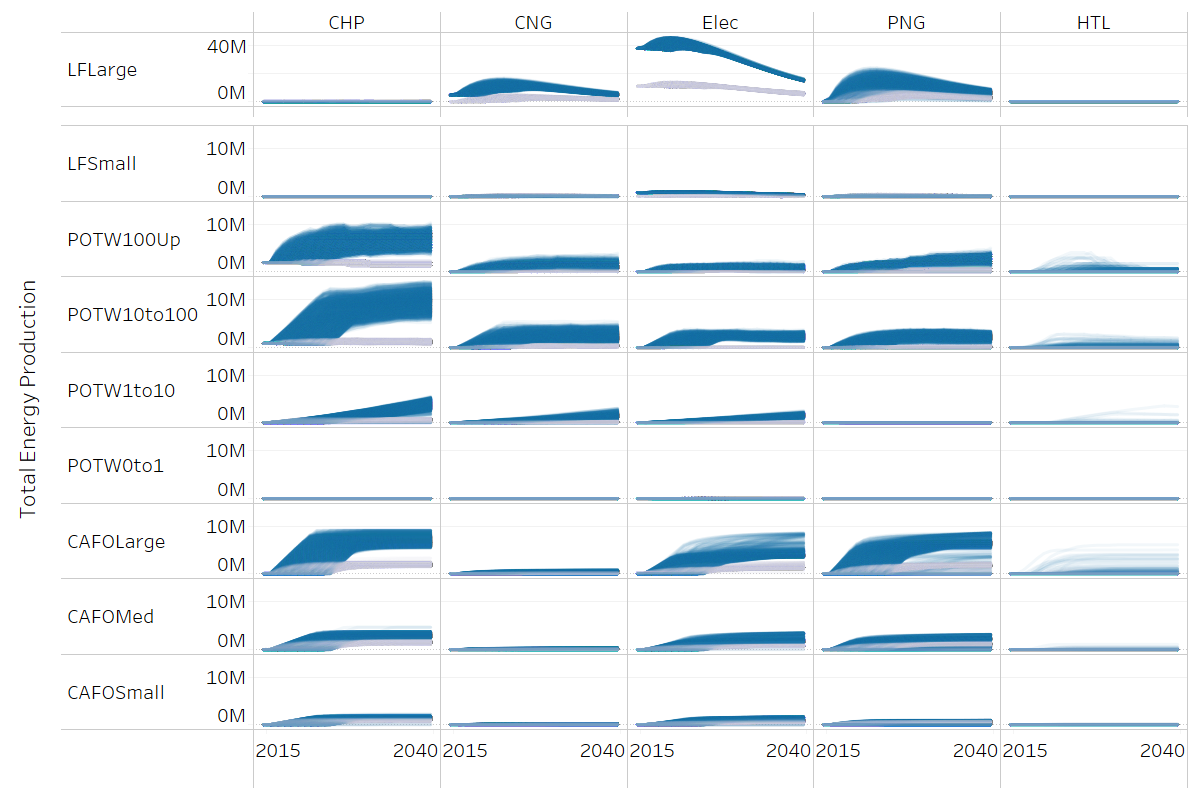 CHP CNG Elec PNG HTL
LFLarge 40M
0M
LFSmall 10M
0M
POTW100Up 10M
0M
POTW10to100 10M
0M
POTW1to10 10M
0M
POTW0to1 10M
0M
CAFOLarge 10M
0M
CAFOMed 10M
0M
CAFOSmall 10M
0M
Total Energy Production
2015 2040 2015 2040 2015 2040 2015 2040 2015 2040